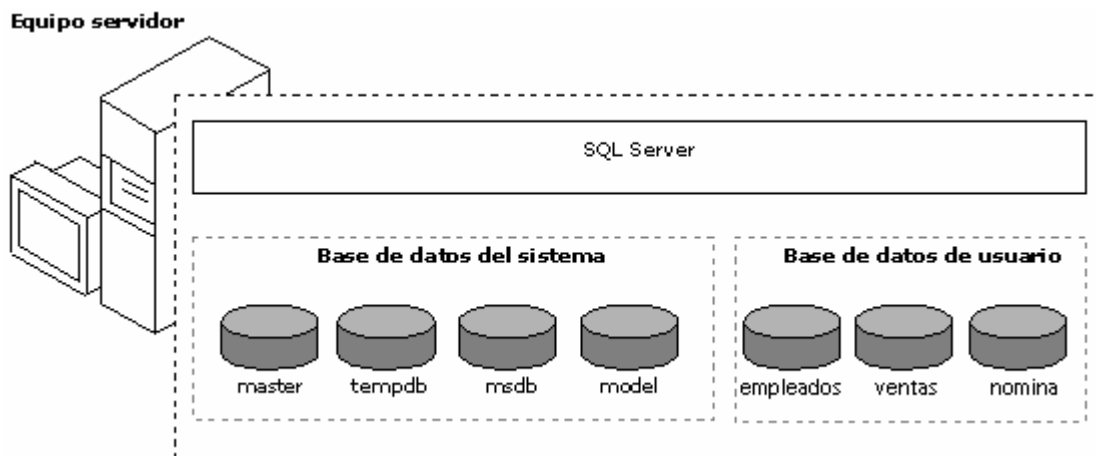 Equipo servidor
SQL Server
Base de datos del sistema
Base de datos de usuario
master tempdb msdb model
empleados ventas nomina